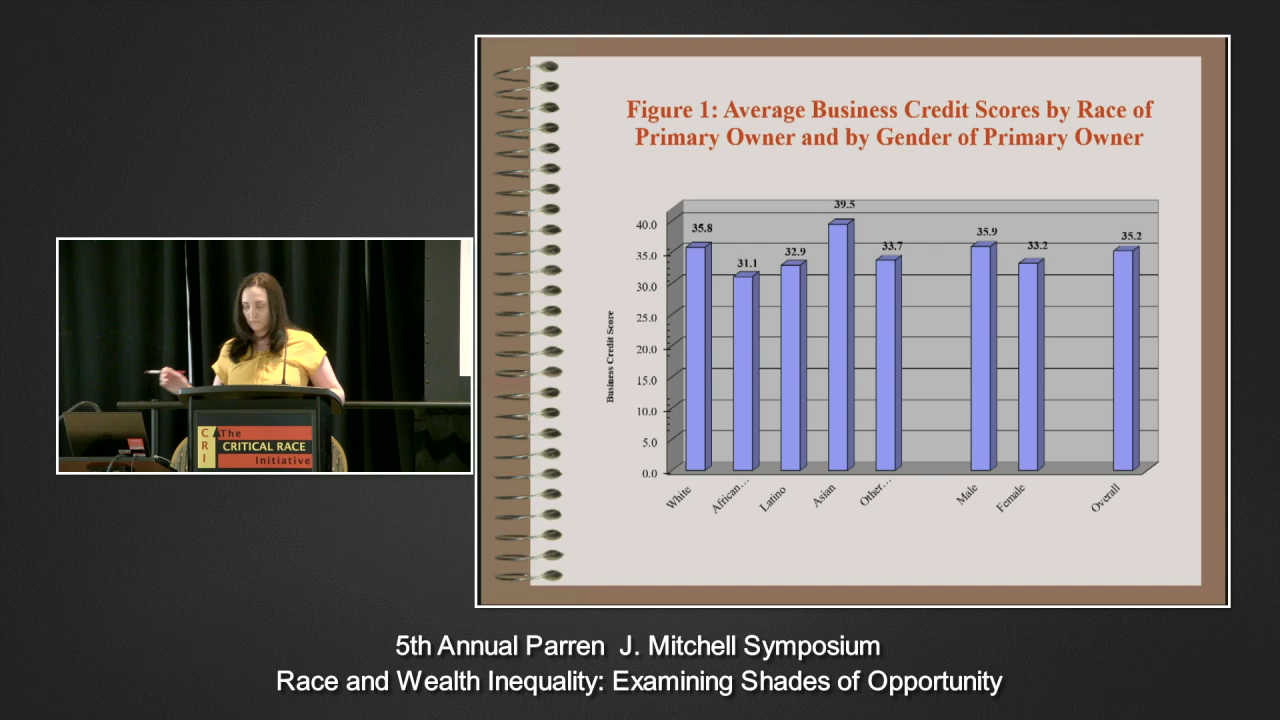 Figure 1: Average Business Credit Scores by Race of
Primary Owner and by Gender of Primary Owner
Business Credit Score
40.0
35.0
30.0
25.0
20.0
15.0
10.0
5.0
0.0
35.8
31.1
32.9
39.5
33.7
35.9
33.2
35.2
White
African...
Latino
Asian
Other...
Male
Female
Overall
CRI
The
CRITICAL RACE
Initiative
5th Annual Parren J. Mitchell Symposium
Race and Wealth Inequality: Examining Shades of Opportunity